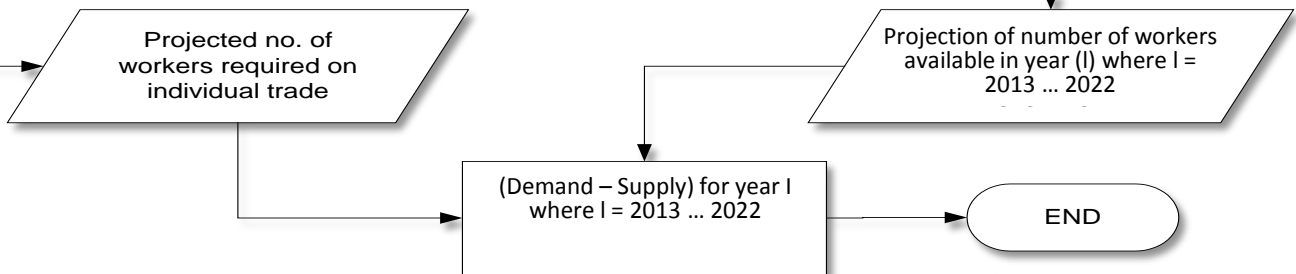 Projected no. of
workers required on
individual trade
Projection of number of workers
available in year (I) where l =
2013 ... 2022
(Demand – Supply) for year I
where l = 2013 ... 2022
END